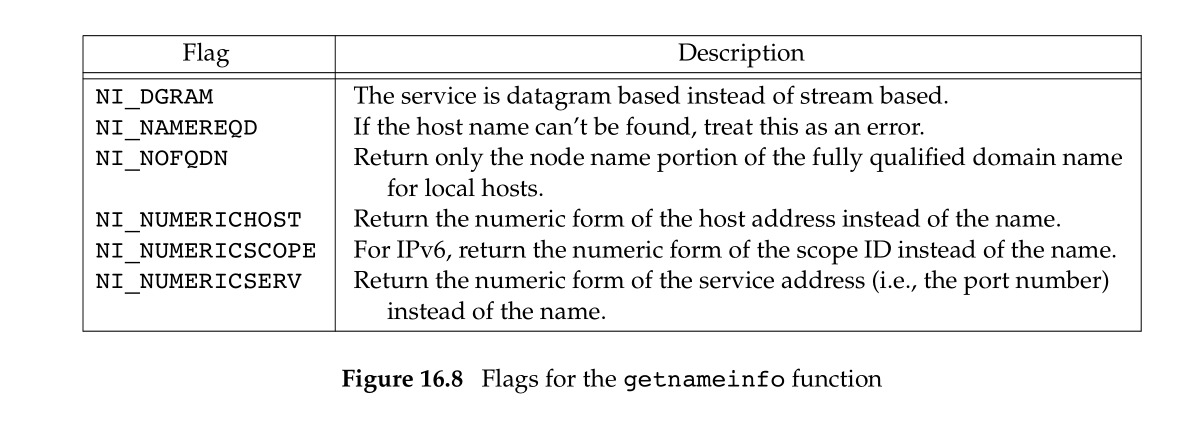 Flag Description
NI_DGRAM The service is datagram based instead of stream based.
NI_NAMEREQD If the host name can’t be found, treat this as an error.
NI_NOFQDN Return only the node name portion of the fully qualified domain name
for local hosts.
NI_NUMERICHOST Return the numeric form of the host address instead of the name.
NI_NUMERICSCOPE For IPv6, return the numeric form of the scope ID instead of the name.
NI_NUMERICSERV Return the numeric form of the service address (i.e., the port number)
instead of the name.
Figure 16.8 Flags for the getnameinfo function